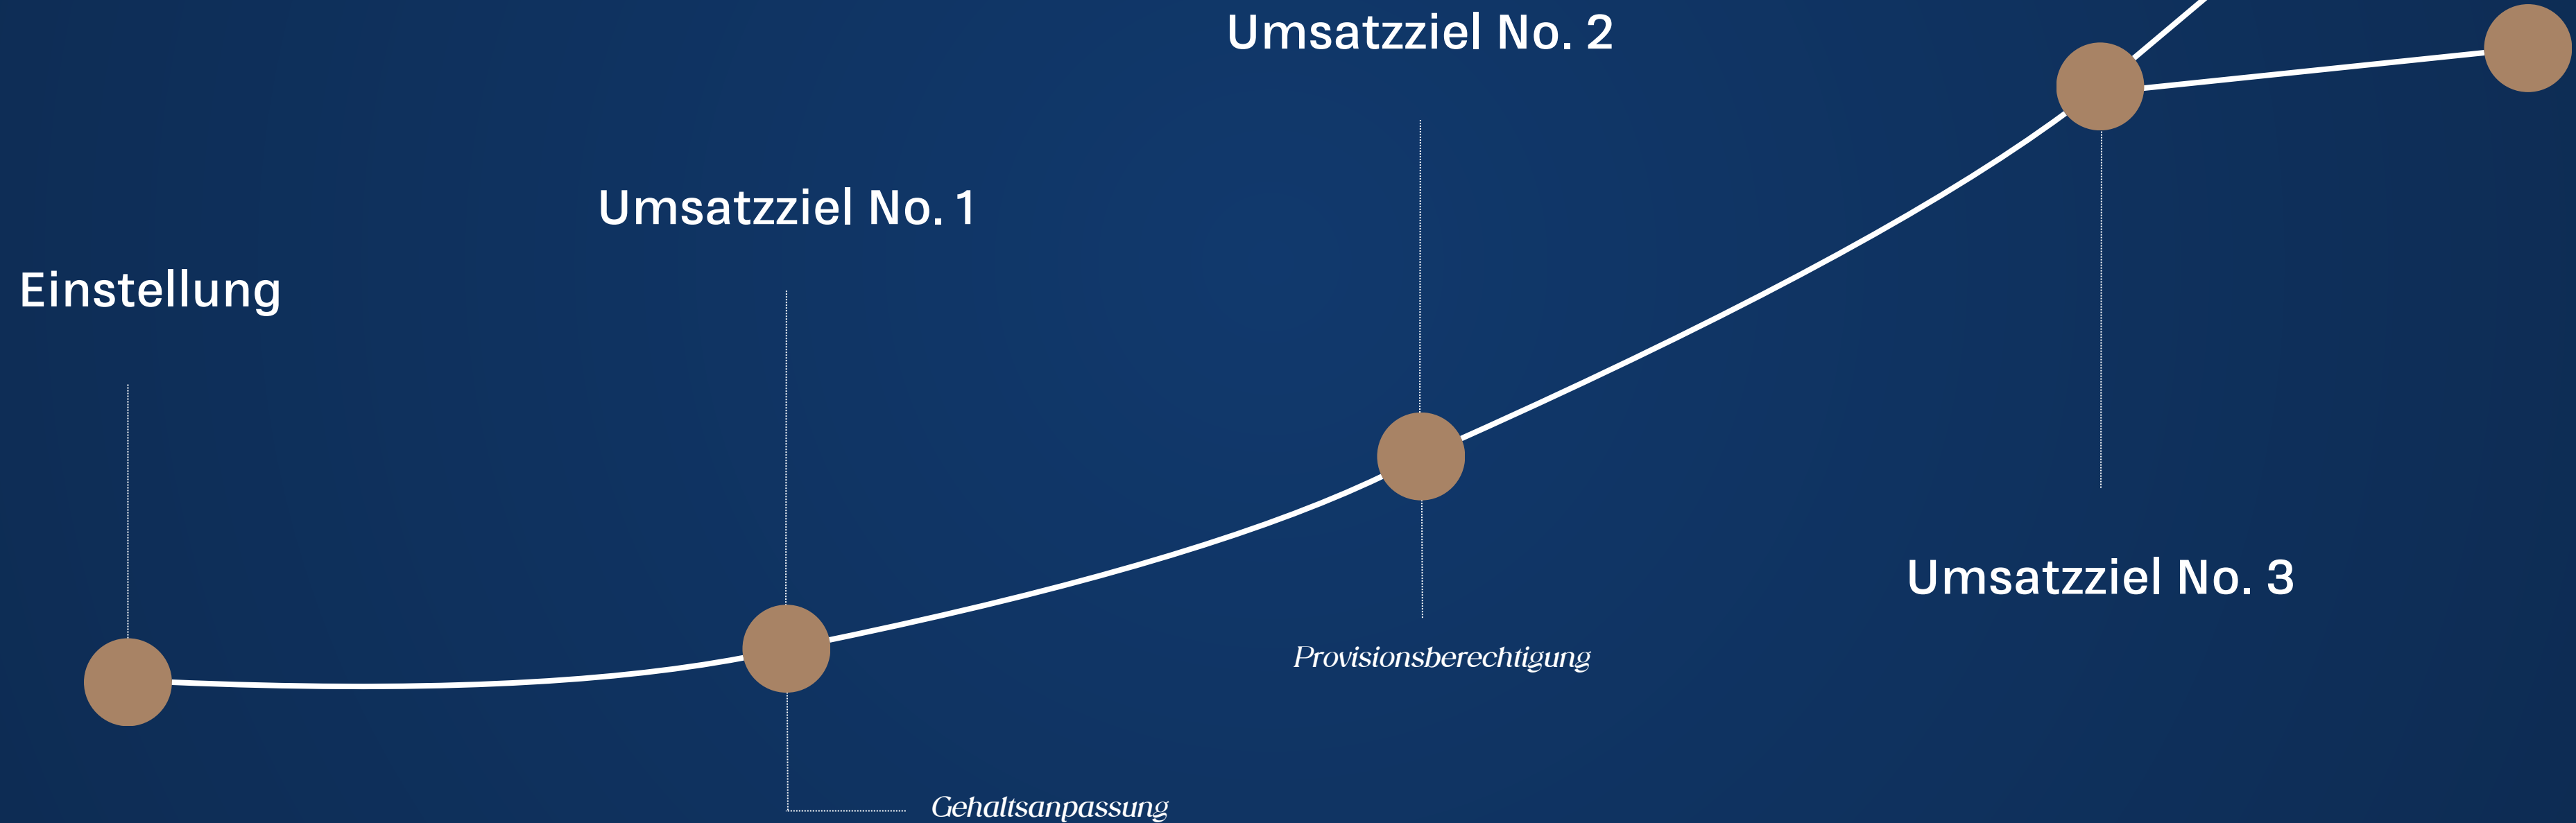 Einstellung
Umsatzziel No. 1
Gehaltsanpassung
Umsatzziel No. 2
Provisionsberechtigung
Umsatzziel No. 3